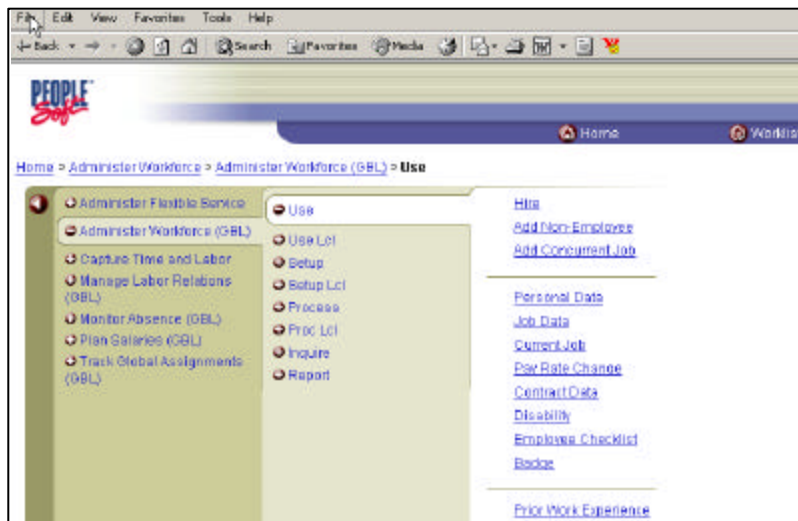 File Edit View Favorites Tools Help
Back Search Favorites Media
PEOPLE
Soft
Home Worklis
Home > Administer Workforce > Administer Workforce (GBL) > Use
Administer Flexible Service
Administer Workforce (GBL)
Capture Time and Labor
Manage Labor Relations
(GBL)
Monitor Absence (GBL)
Plan Salaries (GBL)
Track Global Assignments
(GBL)
Use
Use Lcl
Setup
Setup Lcl
Process
Proc Lcl
Inquire
Report
Hire
Add Non-Employee
Add Concurrent Job
Personal Data
Job Data
Current Job
Pay Rate Change
Contract Data
Disability
Employee Checklist
Badge
Prior Work Experience